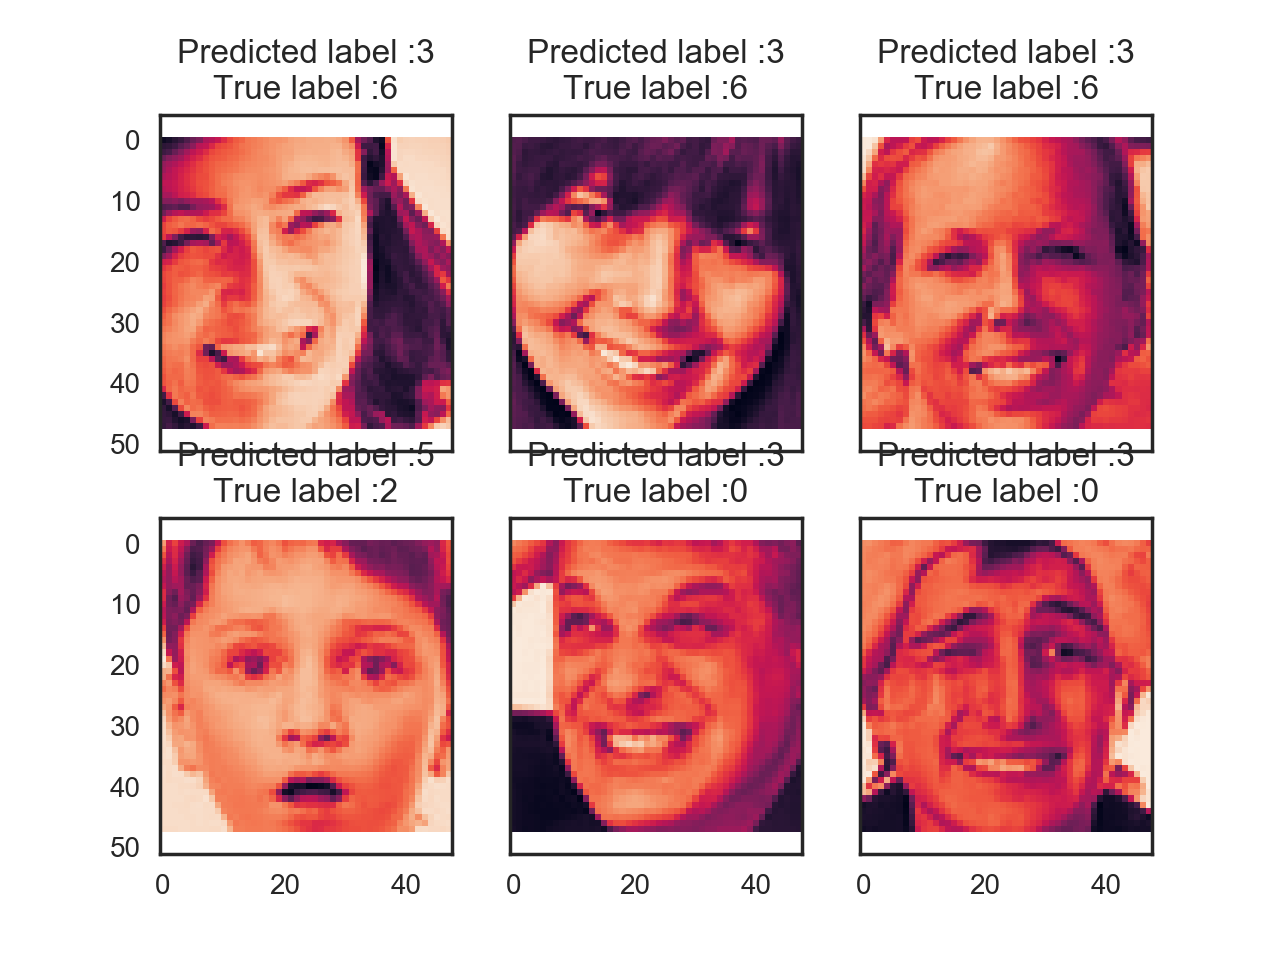 Predicted label :3
True label :6
Predicted label :3
True label :6
Predicted label :3
True label :6
0
10
20
30
40
50
Predicted label :5
True label :2
Predicted label :3
True label :0
Predicted label :3
True label :0
0
10
20
30
40
50
0 20 40
0 20 40
0 20 40